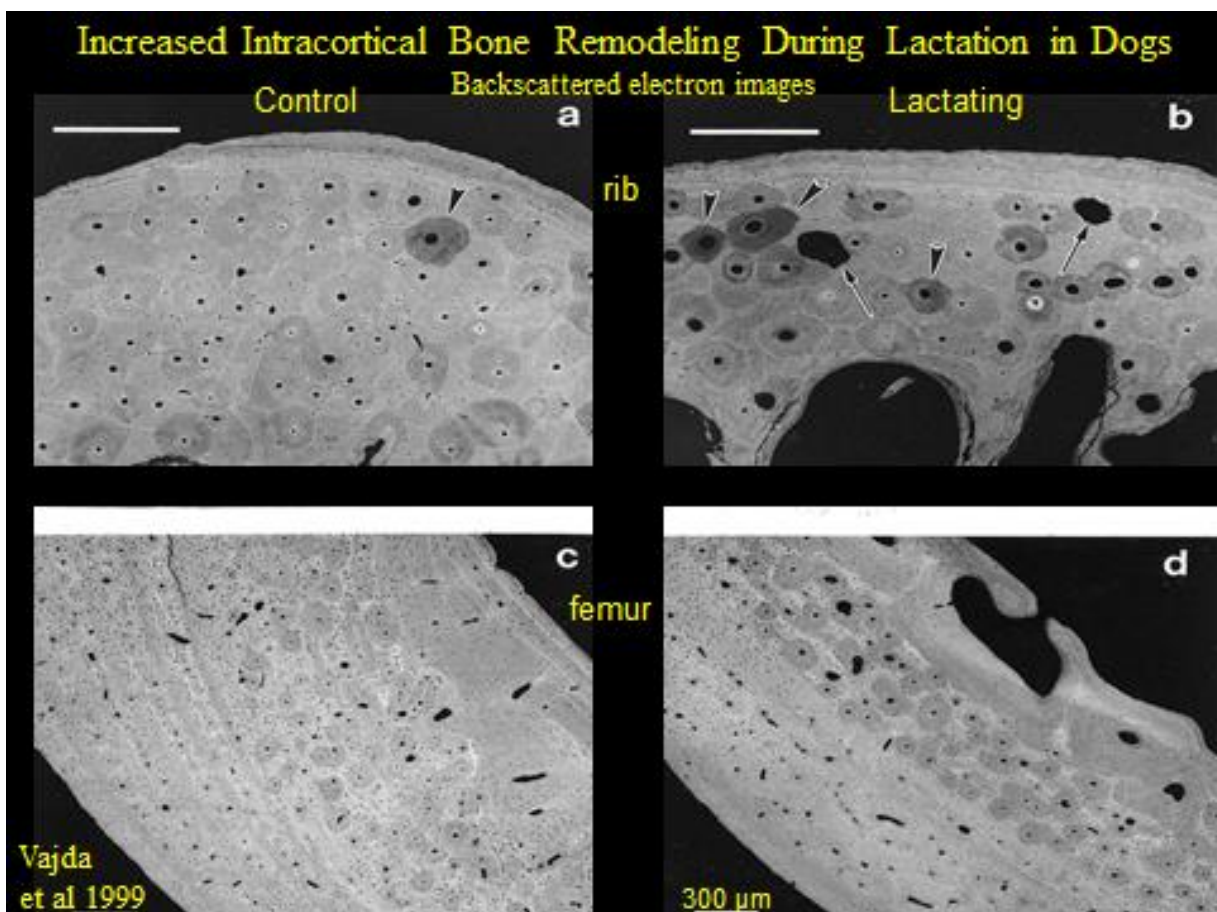 Increased Intracortical Bone Remodeling During Lactation in Dogs
Backscattered electron images
Control
Lactating
a
b
rib
c
d
femur
Vajda
et al 1999
300 µm